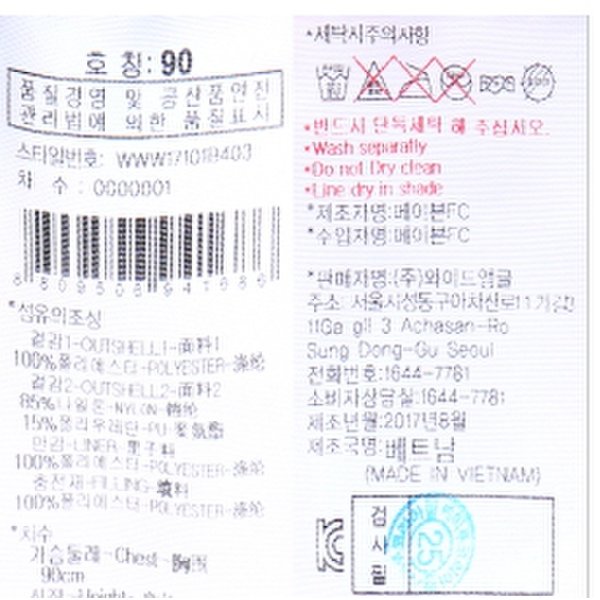 호 칭: 90
품질경영 및 공산품안전
관리법에 의한 품질표시
스타일번호: WWW17101B403
차 수 : 0000001
*섬유의조성
겉감1-OUTSHELL1-面料1
100%폴리에스터-POLYESTER-涤纶
겉감2-OUTSHELL2-面料2
85%나일론-NYLON-锦纶
15%폴리우레탄-PU-聚氨酯
안감-LINER-里子料
100%폴리에스터-POLYESTER-涤纶
충전재-FILLING-填料
100%폴리에스터-POLYESTER-涤纶
*치수
가슴둘레-Chest-胸围
90cm
신장-Height-
*세탁시주의사항
*반드시 단독세탁 해 주십시오.
*Wash separatly
*Do not Dry clean
*Line dry in shade
*제조자명:메이븐FC
*수입자명:메이븐FC
*판매자명:(주)와이드앵글
주소: 서울시성동구아차산로11가길3
11Ga gil 3 Achasan-Ro
Sung Dong-Gu Seoul
전화번호:1644-7781
소비자상담실:1644-7781
제조년월:2017년8월
제조국명:베트남
(MADE IN VIETNAM)
검
사
필
25